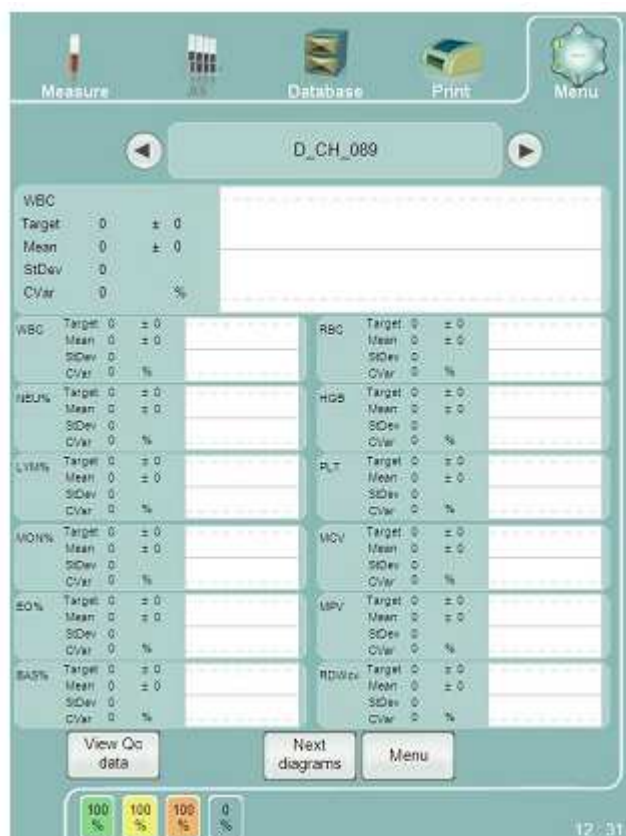 Measure Database Print Menu
D_CH_089
WBC
Target 0 ± 0
Mean 0 ± 0
StDev 0
CVar 0 %
WBC Target 0 ± 0
Mean 0 ± 0
StDev 0
CVar 0 %
RBC Target 0 ± 0
Mean 0 ± 0
StDev 0
CVar 0 %
NEU% Target 0 ± 0
Mean 0 ± 0
StDev 0
CVar 0 %
HGB Target 0 ± 0
Mean 0 ± 0
StDev 0
CVar 0 %
LYM% Target 0 ± 0
Mean 0 ± 0
StDev 0
CVar 0 %
PLT Target 0 ± 0
Mean 0 ± 0
StDev 0
CVar 0 %
MON% Target 0 ± 0
Mean 0 ± 0
StDev 0
CVar 0 %
MCV Target 0 ± 0
Mean 0 ± 0
StDev 0
CVar 0 %
EO% Target 0 ± 0
Mean 0 ± 0
StDev 0
CVar 0 %
MPV Target 0 ± 0
Mean 0 ± 0
StDev 0
CVar 0 %
BAS% Target 0 ± 0
Mean 0 ± 0
StDev 0
CVar 0 %
RDWcv Target 0 ± 0
Mean 0 ± 0
StDev 0
CVar 0 %
View Qc
data
Next
diagrams
Menu
100 100 100 0
% % % %
12:31